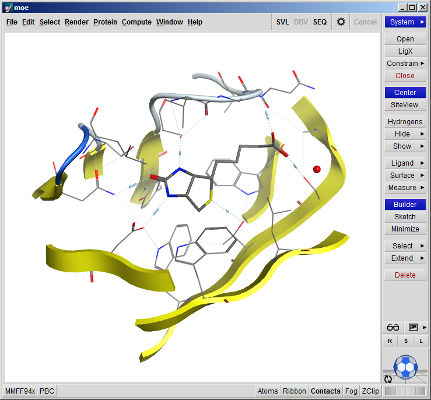 moe
File Edit Select Render Protein Compute Window Help
SVL DBV SEQ Cancel
System
Open
LigX
Constrain
Close
Center
SiteView
Hydrogens
Hide
Show
Ligand
Surface
Measure
Builder
Sketch
Minimize
Select
Extend
Delete
R S L
MMFF94x PBC Atoms Ribbon Contacts Fog ZClip